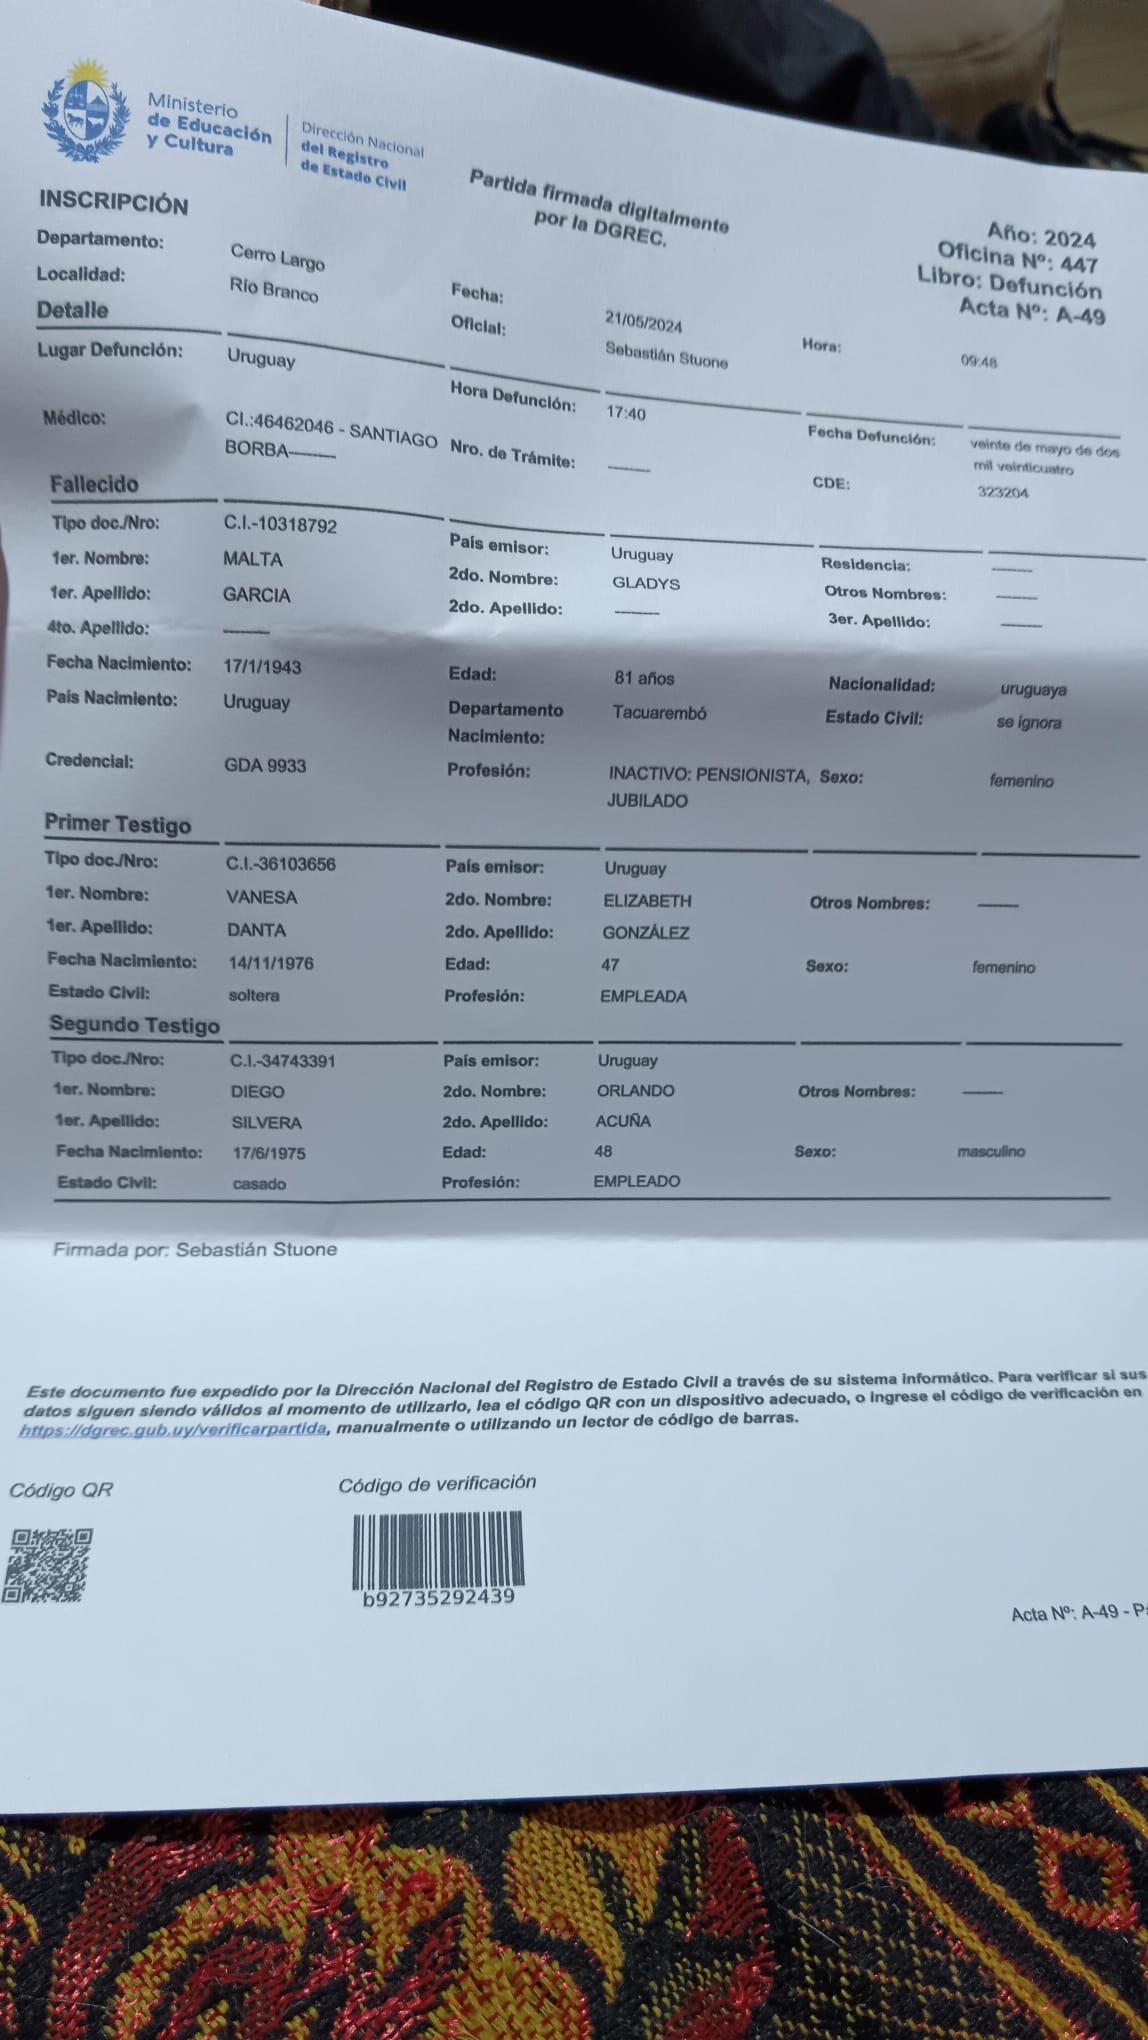 Ministerio
de Educación
y Cultura
Dirección Nacional
del Registro
de Estado Civil
Partida firmada digitalmente
por la DGREC.
Año: 2024
Oficina Nº: 447
Libro: Defunción
Acta Nº: A-49
INSCRIPCIÓN
Departamento: Cerro Largo Fecha: 21/05/2024 Hora: 09:48
Localidad: Río Branco Oficial: Sebastián Stuone
Detalle
Lugar Defunción: Uruguay Hora Defunción: 17:40 Fecha Defunción: veinte de mayo de dos
mil veinticuatro
Médico: CI.:46462046 - SANTIAGO Nro. de Trámite: ——— CDE: 323204
BORBA———
Fallecido
Tipo doc./Nro: C.I.-10318792 País emisor: Uruguay Residencia: ———
1er. Nombre: MALTA 2do. Nombre: GLADYS Otros Nombres: ———
1er. Apellido: GARCIA 2do. Apellido: ——— 3er. Apellido: ———
4to. Apellido: ———
Fecha Nacimiento: 17/1/1943 Edad: 81 años Nacionalidad: uruguaya
País Nacimiento: Uruguay Departamento Tacuarembó Estado Civil: se ignora
Nacimiento:
Credencial: GDA 9933 Profesión: INACTIVO: PENSIONISTA, Sexo: femenino
JUBILADO
Primer Testigo
Tipo doc./Nro: C.I.-36103656 País emisor: Uruguay
1er. Nombre: VANESA 2do. Nombre: ELIZABETH Otros Nombres: ———
1er. Apellido: DANTA 2do. Apellido: GONZÁLEZ
Fecha Nacimiento: 14/11/1976 Edad: 47 Sexo: femenino
Estado Civil: soltera Profesión: EMPLEADA
Segundo Testigo
Tipo doc./Nro: C.I.-34743391 País emisor: Uruguay
1er. Nombre: DIEGO 2do. Nombre: ORLANDO Otros Nombres: ———
1er. Apellido: SILVERA 2do. Apellido: ACUÑA
Fecha Nacimiento: 17/6/1975 Edad: 48 Sexo: masculino
Estado Civil: casado Profesión: EMPLEADO
Firmada por: Sebastián Stuone
Este documento fue expedido por la Dirección Nacional del Registro de Estado Civil a través de su sistema informático. Para verificar si sus
datos siguen siendo válidos al momento de utilizarlo, lea el código QR con un dispositivo adecuado, o ingrese el código de verificación en
https://dgrec.gub.uy/verificarpartida, manualmente o utilizando un lector de código de barras.
Código QR
Código de verificación
b92735292439
Acta Nº: A-49 -